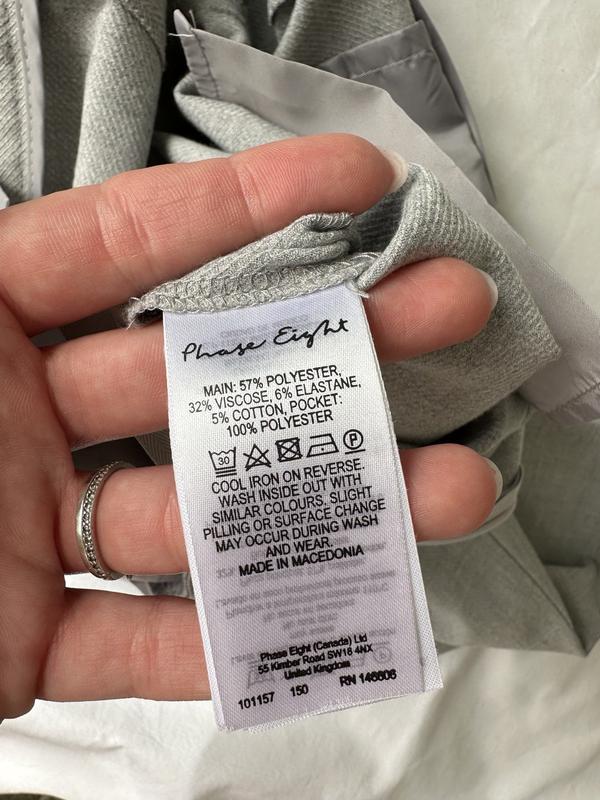 Phase Eight
MAIN: 57% POLYESTER,
32% VISCOSE, 6% ELASTANE,
5% COTTON, POCKET:
100% POLYESTER
30 P
COOL IRON ON REVERSE.
WASH INSIDE OUT WITH
SIMILAR COLOURS. SLIGHT
PILLING OR SURFACE CHANGE
MAY OCCUR DURING WASH
AND WEAR.
MADE IN MACEDONIA
Phase Eight (Canada) Ltd
55 Kimber Road SW18 4NX
United Kingdom
101157 150 RN 146606